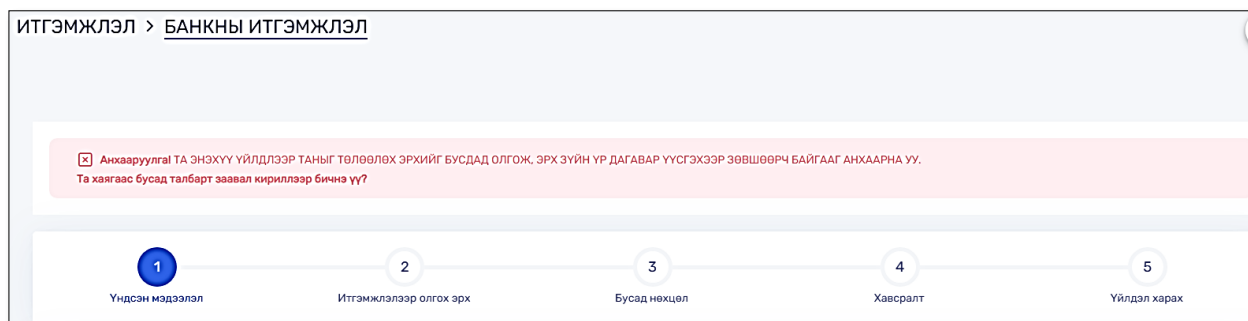 ИТГЭМЖЛЭЛ > БАНКНЫ ИТГЭМЖЛЭЛ
Анхааруулга! ТА ЭНЭХҮҮ ҮЙЛДЛЭЭР ТАНЫГ ТӨЛӨӨЛӨХ ЭРХИЙГ БУСДАД ОЛГОЖ, ЭРХ ЗҮЙН ҮР ДАГАВАР ҮҮСГЭХЭЭР ЗӨВШӨӨРЧ БАЙГААГ АНХААРНА УУ.
Та хаягаас бусад талбарт заавал кириллээр бичнэ үү?
1 2 3 4 5
Үндсэн мэдээлэл Итгэмжлэлээр олгох эрх Бусад нөхцөл Хавсралт Үйлдэл харах